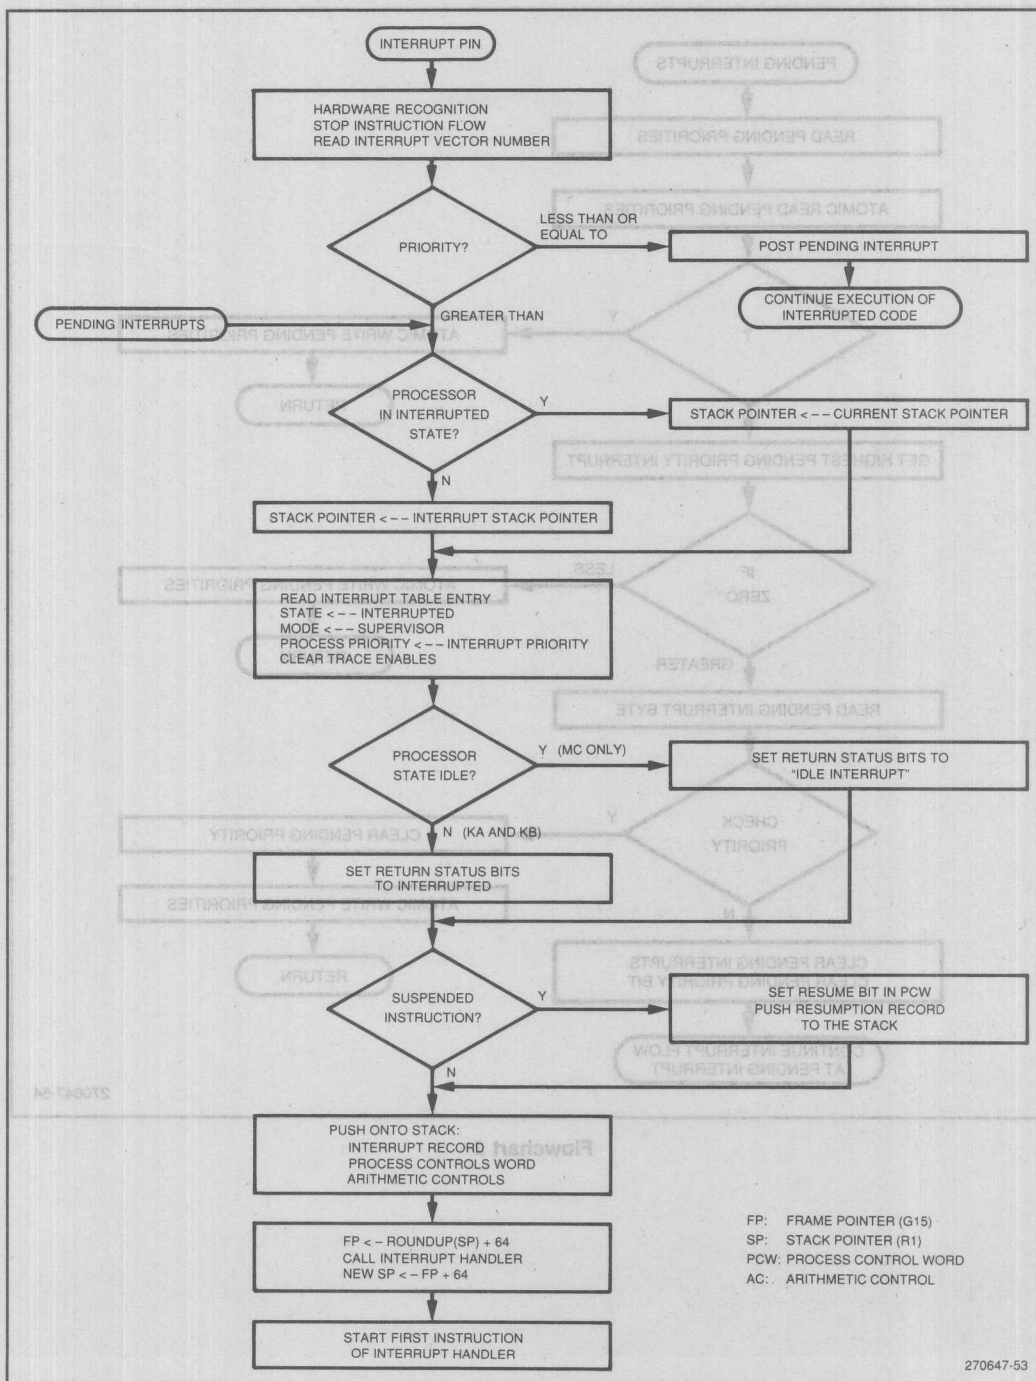 INTERRUPT PIN
HARDWARE RECOGNITION
STOP INSTRUCTION FLOW
READ INTERRUPT VECTOR NUMBER
PRIORITY?
LESS THAN OR
EQUAL TO
POST PENDING INTERRUPT
CONTINUE EXECUTION OF
INTERRUPTED CODE
PENDING INTERRUPTS
GREATER THAN
PROCESSOR
IN INTERRUPTED
STATE?
Y
STACK POINTER < – – CURRENT STACK POINTER
N
STACK POINTER < – – INTERRUPT STACK POINTER
READ INTERRUPT TABLE ENTRY
STATE < – – INTERRUPTED
MODE < – – SUPERVISOR
PROCESS PRIORITY < – – INTERRUPT PRIORITY
CLEAR TRACE ENABLES
PROCESSOR
STATE IDLE?
Y (MC ONLY)
SET RETURN STATUS BITS TO
“IDLE INTERRUPT”
N (KA AND KB)
SET RETURN STATUS BITS
TO INTERRUPTED
SUSPENDED
INSTRUCTION?
Y
SET RESUME BIT IN PCW
PUSH RESUMPTION RECORD
TO THE STACK
N
PUSH ONTO STACK:
INTERRUPT RECORD
PROCESS CONTROLS WORD
ARITHMETIC CONTROLS
FP < – ROUNDUP(SP) + 64
CALL INTERRUPT HANDLER
NEW SP < – FP + 64
START FIRST INSTRUCTION
OF INTERRUPT HANDLER
FP: FRAME POINTER (G15)
SP: STACK POINTER (R1)
PCW: PROCESS CONTROL WORD
AC: ARITHMETIC CONTROL
270647-53